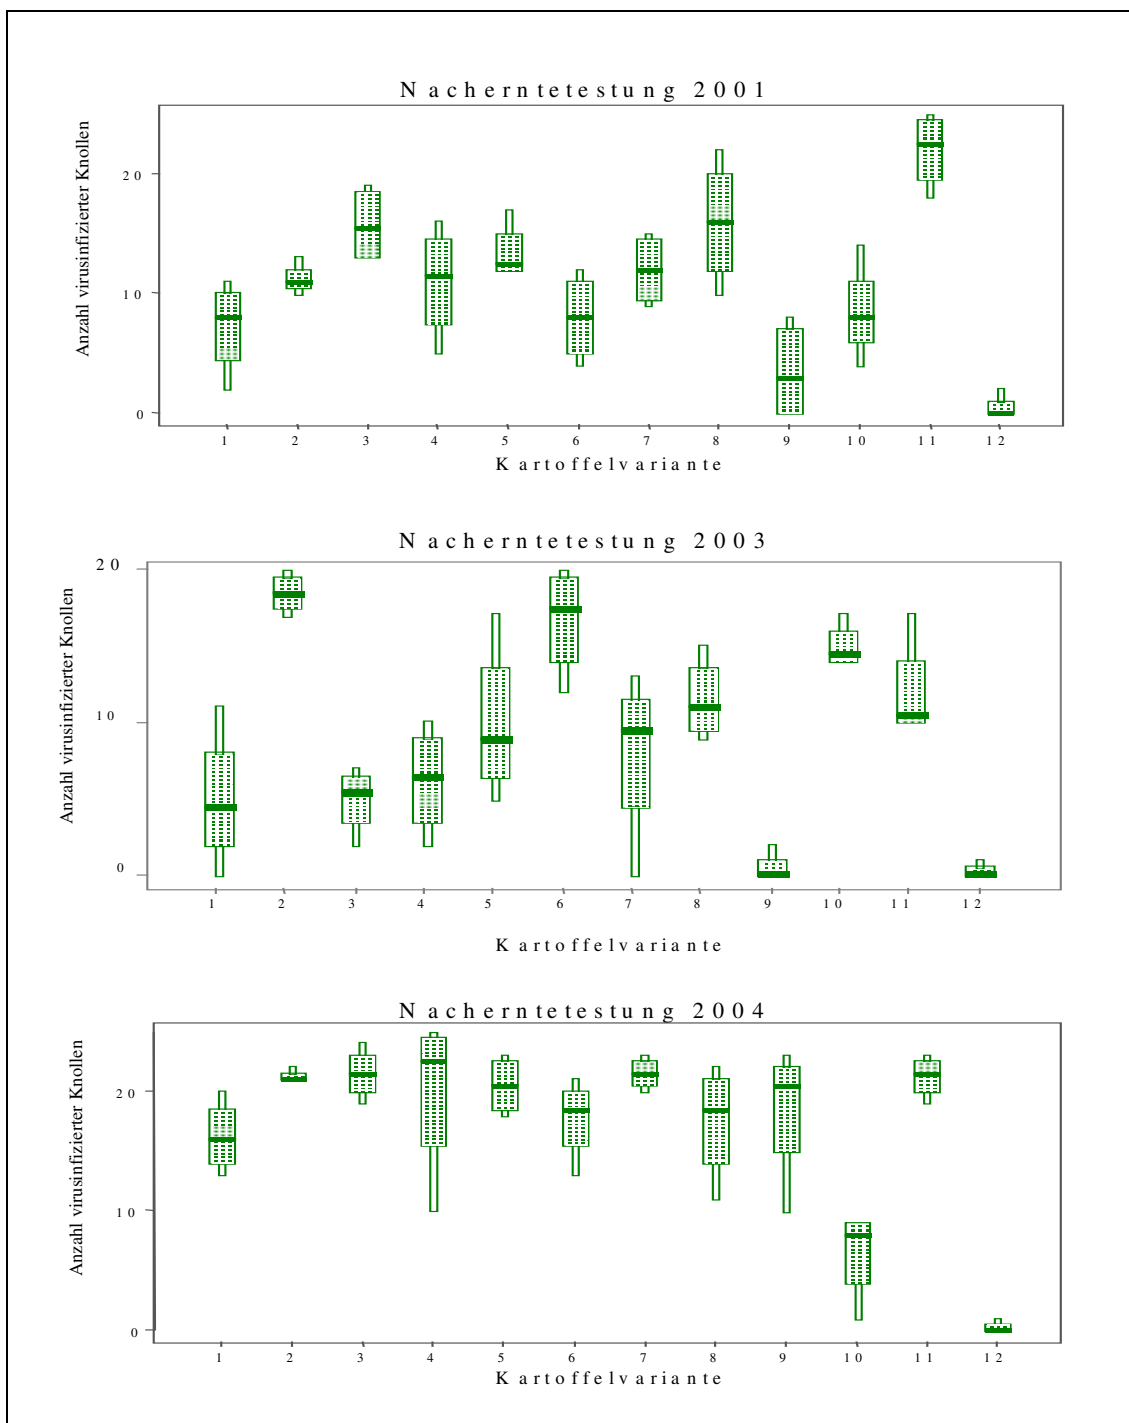 Nacherntetestung 2001
Anzahl virusinfizierter Knollen
20
10
0
1 2 3 4 5 6 7 8 9 10 11 12
Kartoffelvariante
Nacherntetestung 2003
Anzahl virusinfizierter Knollen
20
10
0
1 2 3 4 5 6 7 8 9 10 11 12
Kartoffelvariante
Nacherntetestung 2004
Anzahl virusinfizierter Knollen
20
10
0
1 2 3 4 5 6 7 8 9 10 11 12
Kartoffelvariante